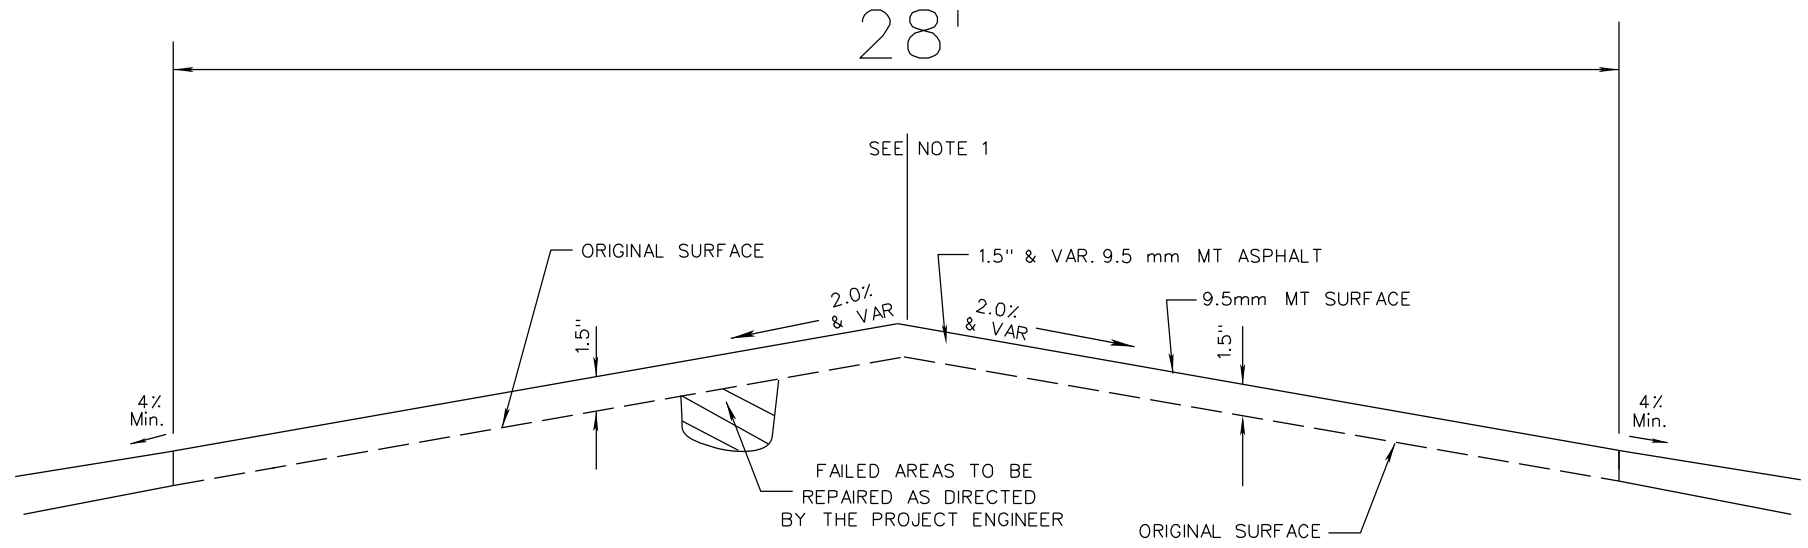 28'
SEE NOTE 1
ORIGINAL SURFACE
1.5" & VAR. 9.5 mm MT ASPHALT
2.0%
& VAR
2.0%
& VAR
9.5mm MT SURFACE
1.5"
1.5"
4%
Min.
4%
Min.
FAILED AREAS TO BE
REPAIRED AS DIRECTED
BY THE PROJECT ENGINEER
ORIGINAL SURFACE